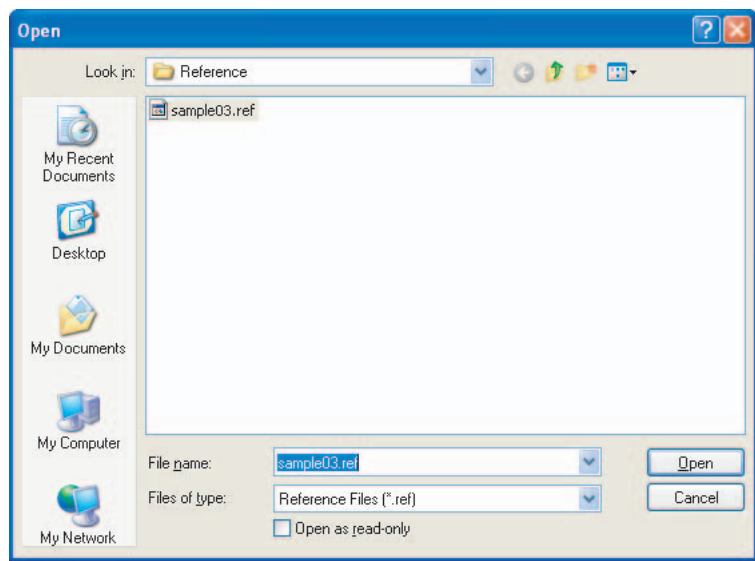 Open
Look in:
Reference
sample03.ref
My Recent
Documents
Desktop
My Documents
My Computer
My Network
File name:
sample03.ref
Open
Files of type:
Reference Files (*.ref)
Cancel
Open as read-only